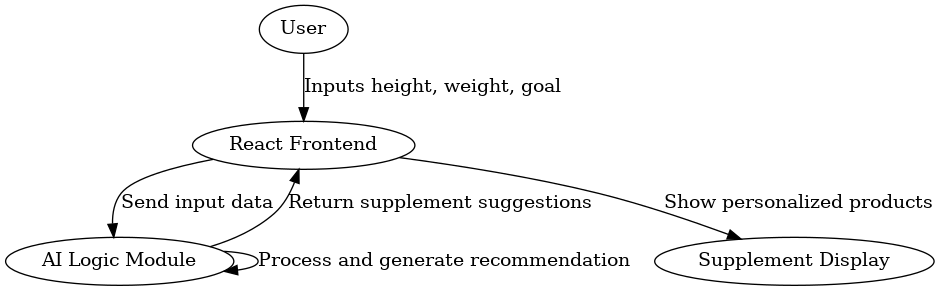 User
Inputs height, weight, goal
React Frontend
Send input data
Return supplement suggestions
Show personalized products
AI Logic Module
Process and generate recommendation
Supplement Display